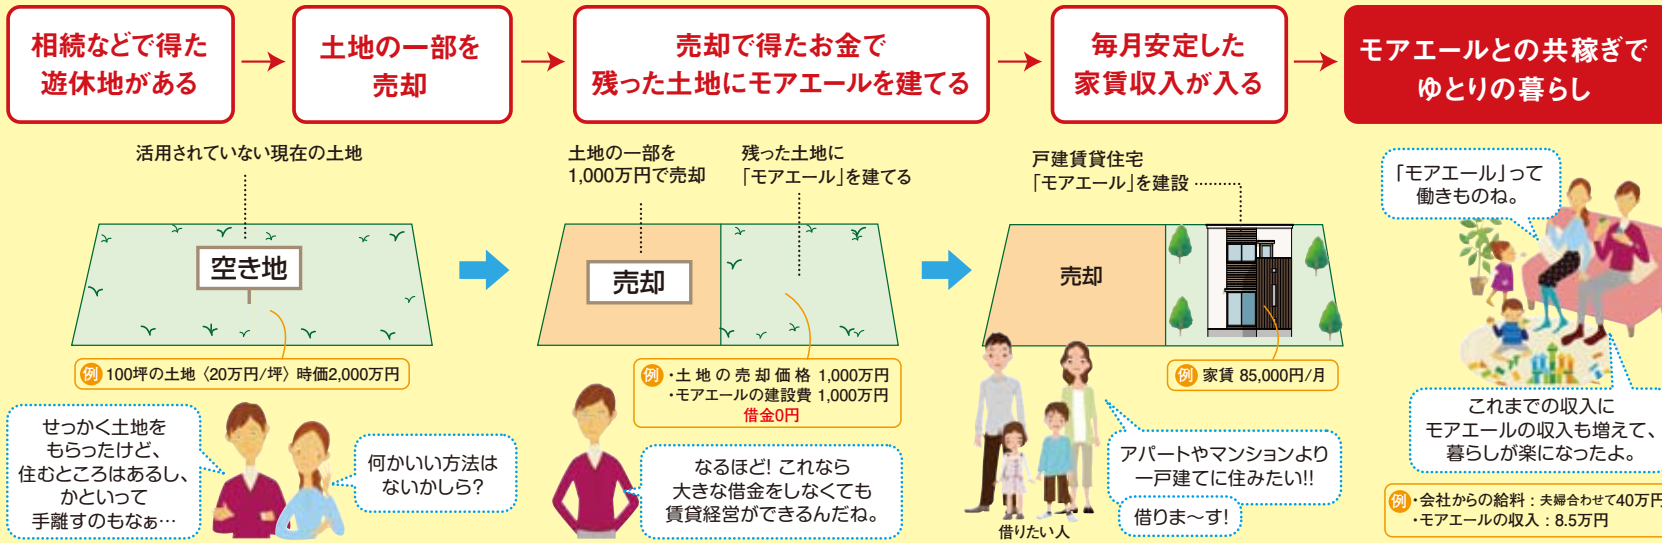 相続などで得た
遊休地がある
土地の一部を
売却
売却で得たお金で
残った土地にモアエールを建てる
毎月安定した
家賃収入が入る
モアエールとの共稼ぎで
ゆとりの暮らし
活用されていない現在の土地
空き地
例 100坪の土地〈20万円/坪〉時価2,000万円
せっかく土地を
もらったけど、
住むところはあるし、
かといって
手離すのもなぁ…
何かいい方法は
ないかしら？
土地の一部を
1,000万円で売却
残った土地に
「モアエール」を建てる
売却
例 ・土地の売却価格 1,000万円
・モアエールの建設費 1,000万円
借金0円
なるほど！これなら
大きな借金をしなくても
賃貸経営ができるんだね。
戸建賃貸住宅
「モアエール」を建設
売却
例 家賃 85,000円/月
アパートやマンションより
一戸建てに住みたい!!
借りま〜す！
借りたい人
「モアエール」って
働きものね。
これまでの収入に
モアエールの収入も増えて、
暮らしが楽になったよ。
例 ・会社からの給料：夫婦合わせて40万円
・モアエールの収入：8.5万円